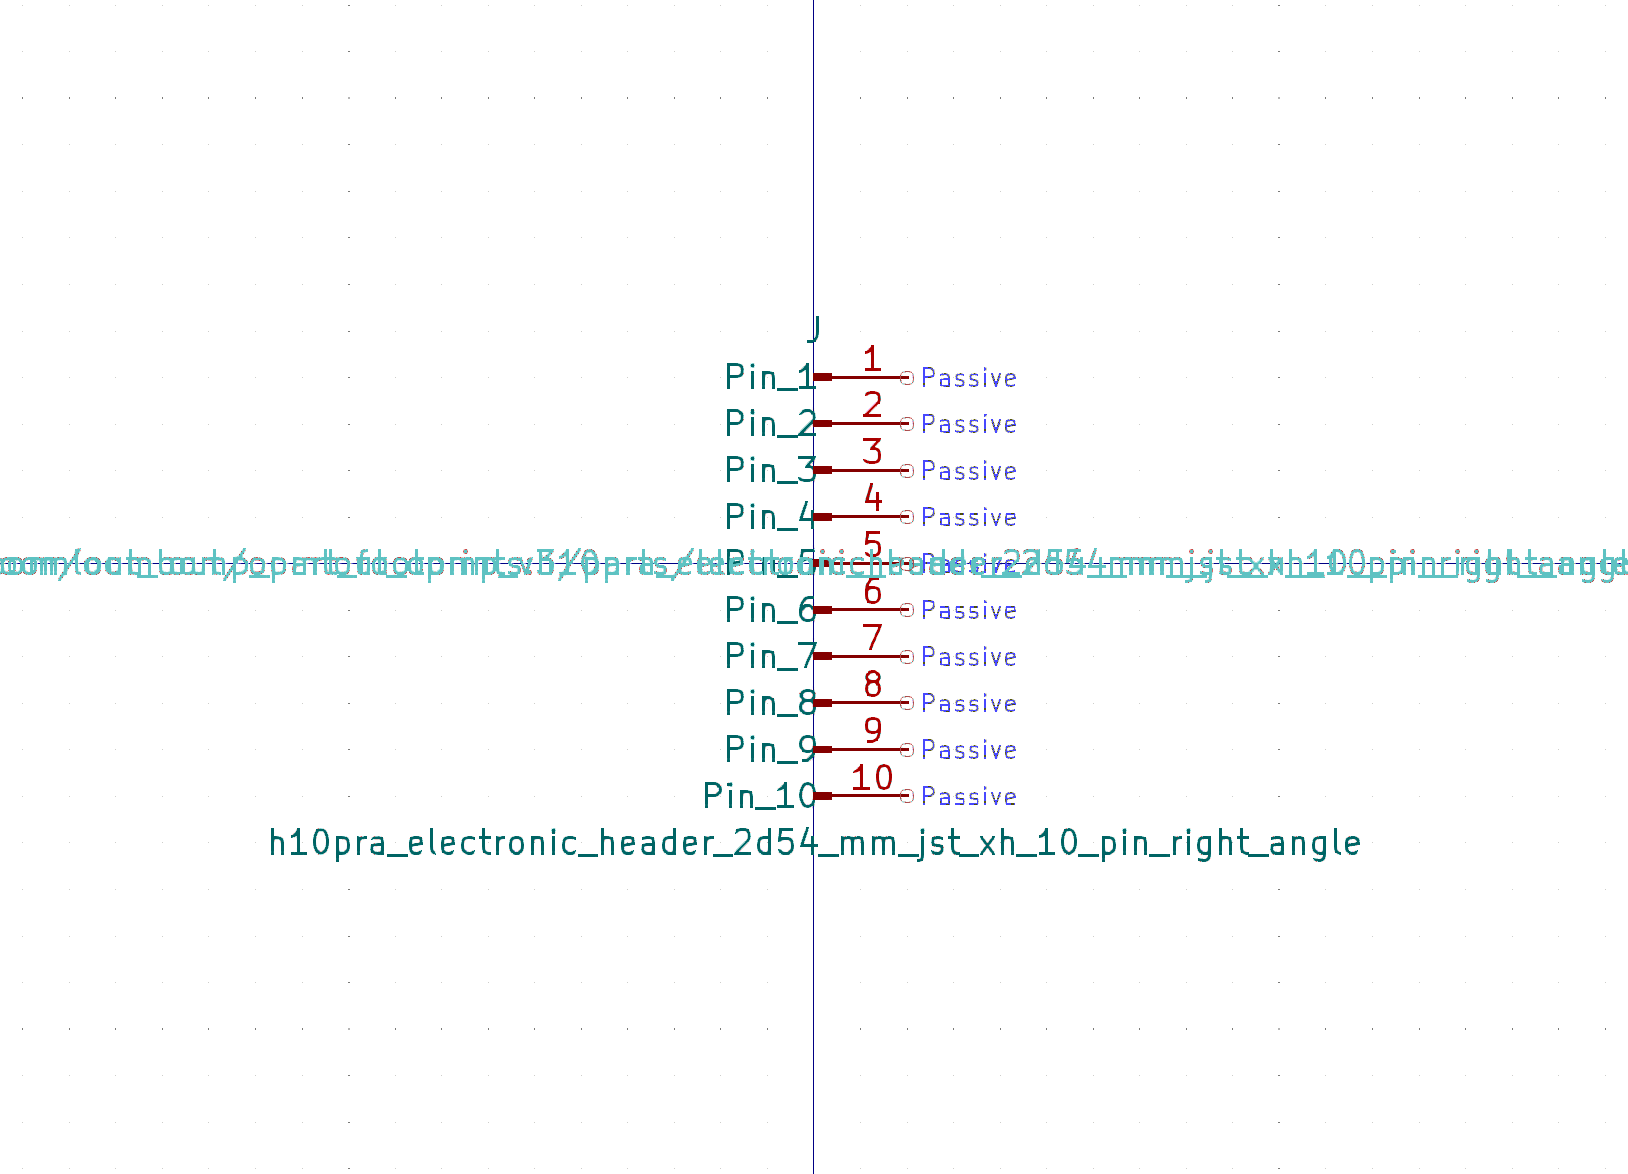 J
Pin_1 1 Passive
Pin_2 2 Passive
Pin_3 3 Passive
Pin_4 4 Passive
Pin_5 5 Passive
Pin_6 6 Passive
Pin_7 7 Passive
Pin_8 8 Passive
Pin_9 9 Passive
Pin_10 10 Passive
h10pra_electronic_header_2d54_mm_jst_xh_10_pin_right_angle